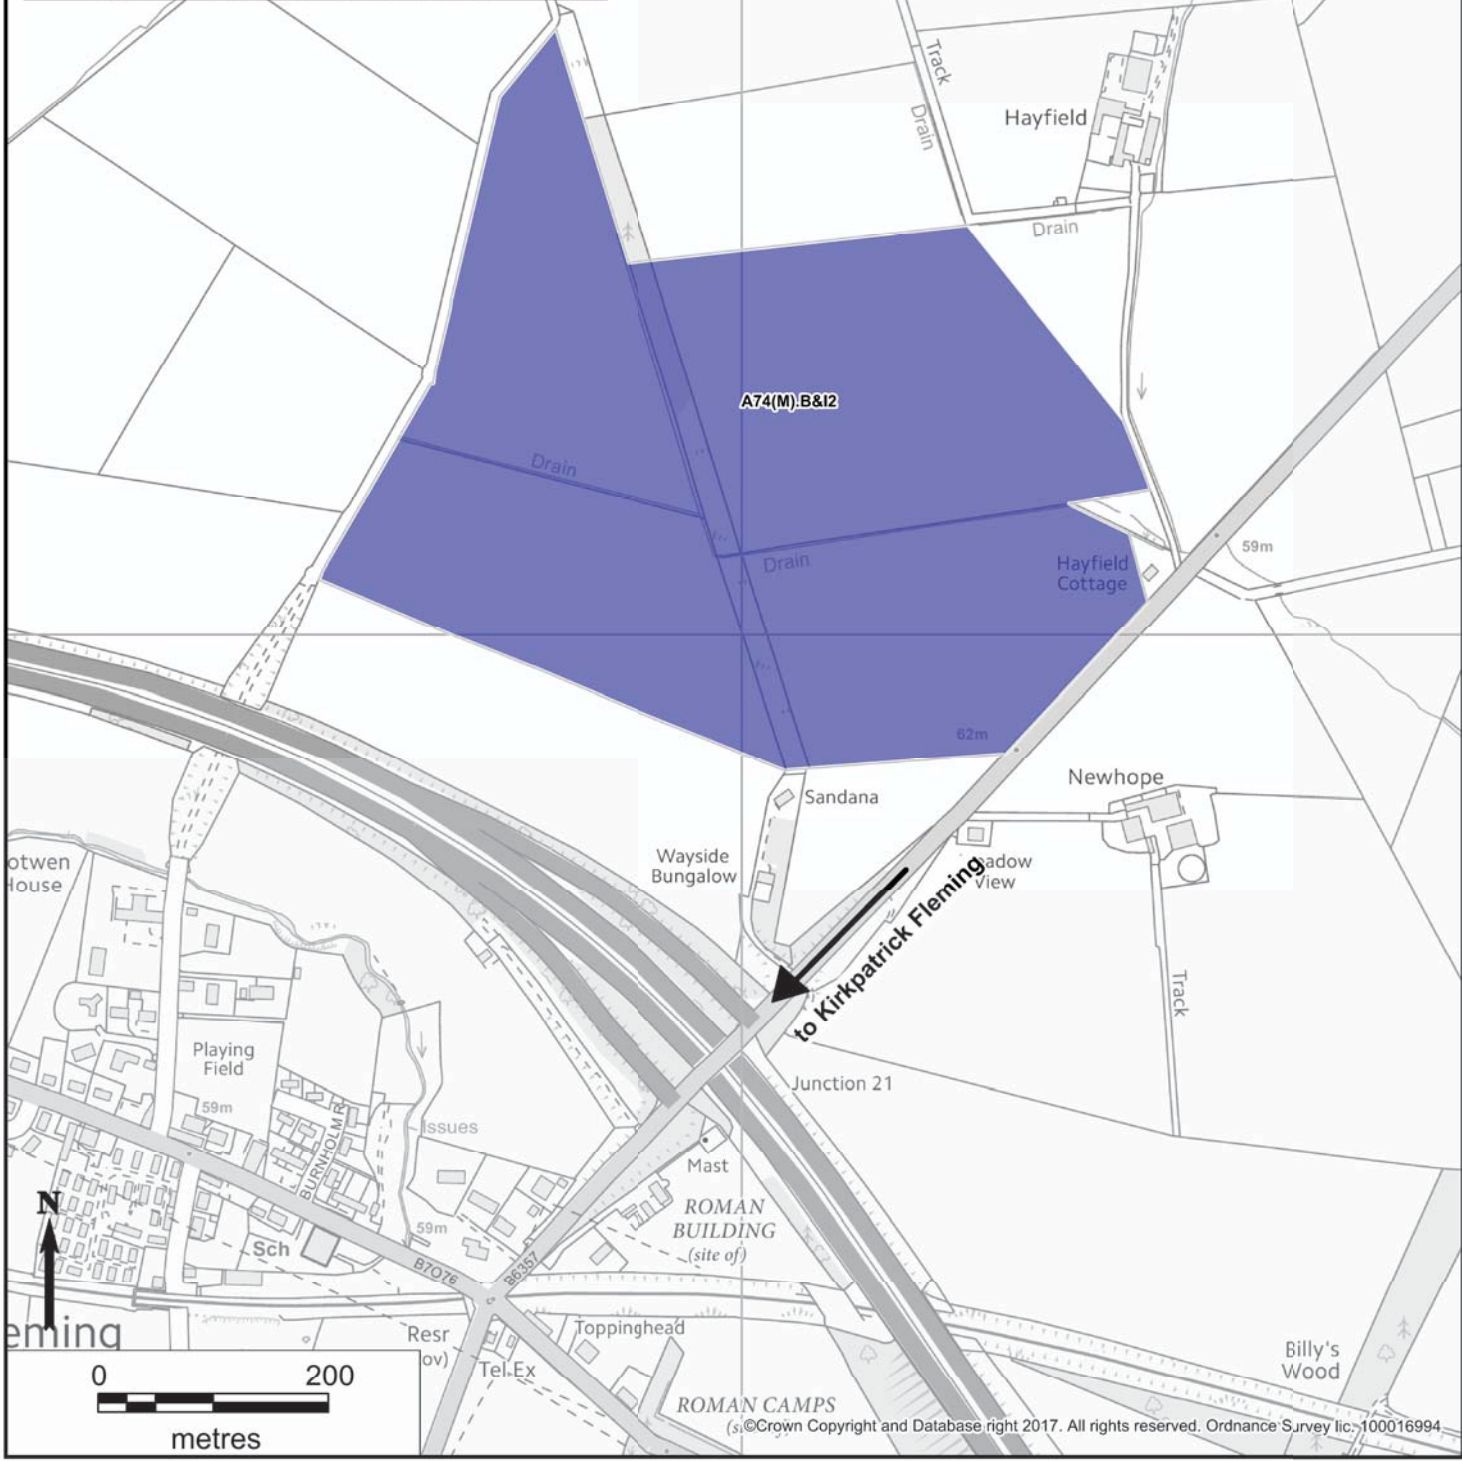 Track
Drain
Hayfield
Drain
A74(M).B&I2
Drain
Drain
Hayfield
Cottage
59m
62m
Newhope
Sandana
Wayside
Bungalow
otwen
House
eadow
View
to Kirkpatrick Fleming
Track
Playing
Field
59m
Junction 21
BURNHOLM R
Issues
Mast
N
ROMAN
BUILDING
(site of)
Sch
59m
B7076
B6357
eming
Resr
ov)
Toppinghead
Tel Ex
Billy's
Wood
0 200
metres
ROMAN CAMPS
©Crown Copyright and Database right 2017. All rights reserved. Ordnance Survey lic. 100016994